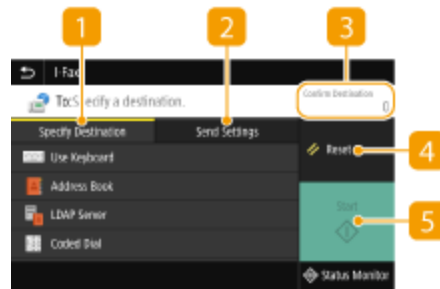 1
2
3
I-Fax
To: Specify a destination.
Confirm Destination
0
Specify Destination
Send Settings
Use Keyboard
Reset
4
Address Book
LDAP Server
Start
5
Coded Dial
Status Monitor